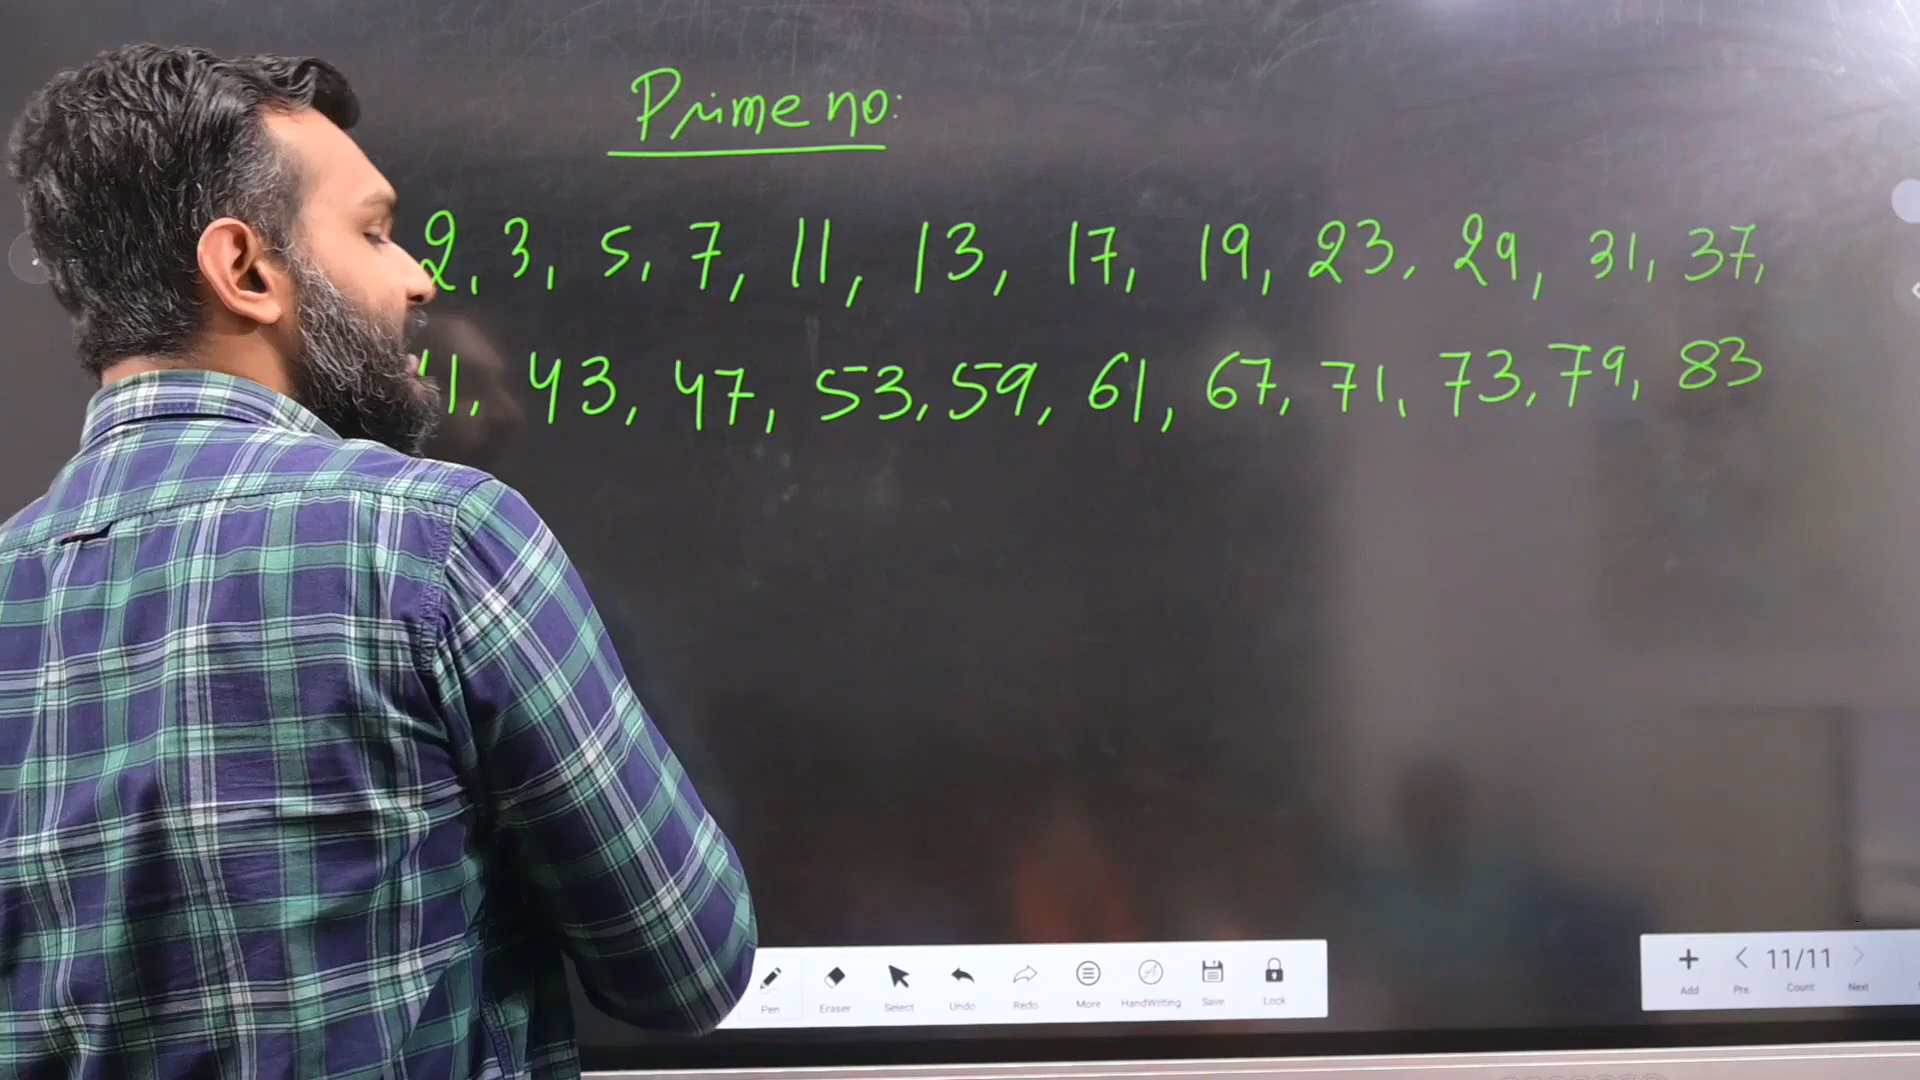 Prime no:
2, 3, 5, 7, 11, 13, 17, 19, 23, 29, 31, 37,
41, 43, 47, 53, 59, 61, 67, 71, 73, 79, 83
Pen Eraser Select Undo Redo More HandWriting Save Lock
11/11
Add Pre Count Next